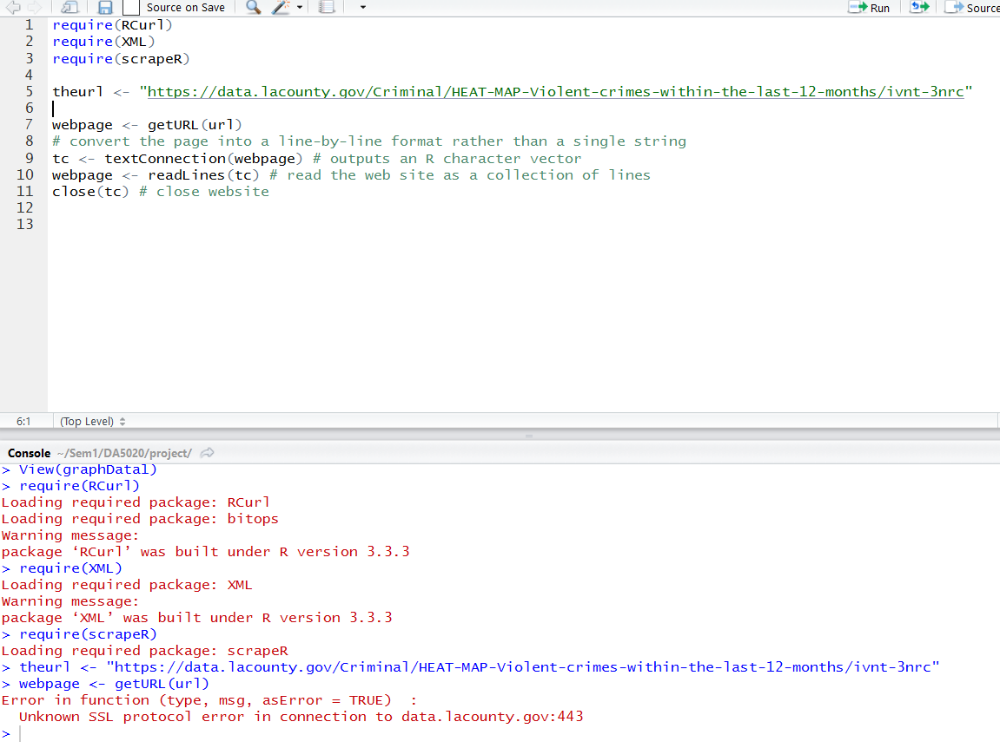 Source on Save Run Source
1 require(RCurl)
2 require(XML)
3 require(scrapeR)
4
5 theurl <- "https://data.lacounty.gov/Criminal/HEAT-MAP-Violent-crimes-within-the-last-12-months/ivnt-3nrc"
6
7 webpage <- getURL(url)
8 # convert the page into a line-by-line format rather than a single string
9 tc <- textConnection(webpage) # outputs an R character vector
10 webpage <- readLines(tc) # read the web site as a collection of lines
11 close(tc) # close website
12
13
6:1 (Top Level)
Console ~/Sem1/DA5020/project/
> View(graphData1)
> require(RCurl)
Loading required package: RCurl
Loading required package: bitops
Warning message:
package ‘RCurl’ was built under R version 3.3.3
> require(XML)
Loading required package: XML
Warning message:
package ‘XML’ was built under R version 3.3.3
> require(scrapeR)
Loading required package: scrapeR
> theurl <- "https://data.lacounty.gov/Criminal/HEAT-MAP-Violent-crimes-within-the-last-12-months/ivnt-3nrc"
> webpage <- getURL(url)
Error in function (type, msg, asError = TRUE)  :
  Unknown SSL protocol error in connection to data.lacounty.gov:443
>